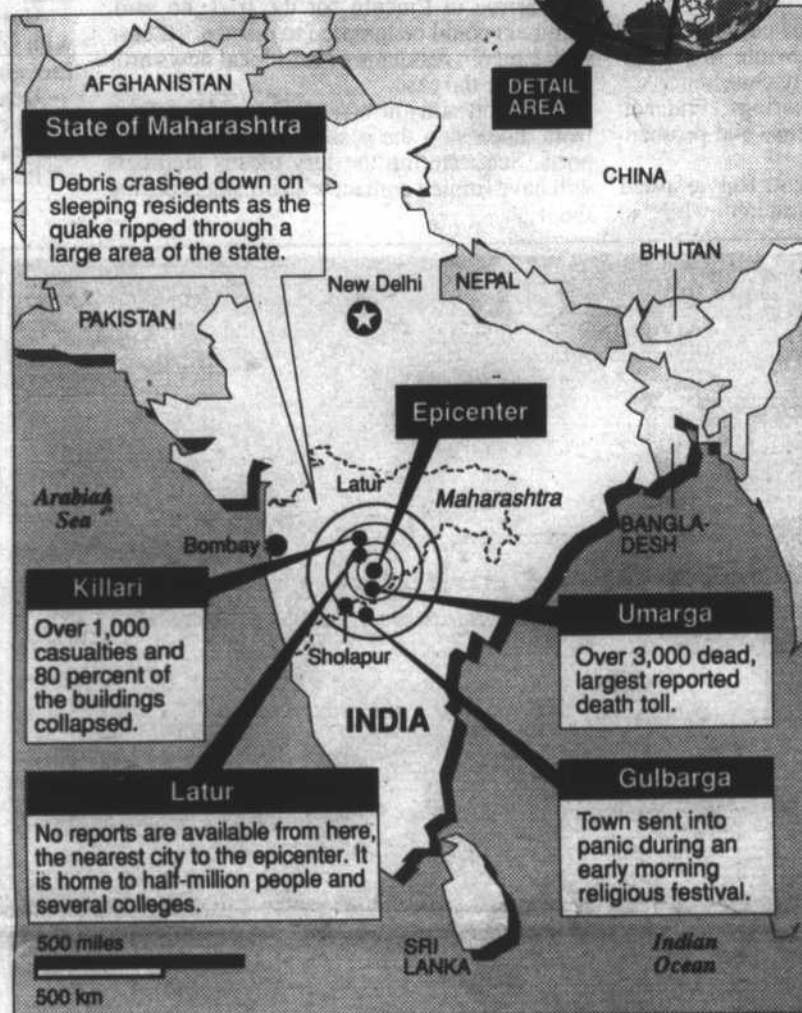 DETAIL
AREA
AFGHANISTAN
State of Maharashtra
Debris crashed down on
sleeping residents as the
quake ripped through a
large area of the state.
CHINA
BHUTAN
NEPAL
New Delhi
PAKISTAN
Epicenter
Latur
Maharashtra
Arabian
Sea
Bombay
BANGLA-
DESH
Killari
Over 1,000
casualties and
80 percent of
the buildings
collapsed.
Umarga
Over 3,000 dead,
largest reported
death toll.
Sholapur
INDIA
Latur
No reports are available from here,
the nearest city to the epicenter. It
is home to half-million people and
several colleges.
Gulbarga
Town sent into
panic during an
early morning
religious festival.
500 miles
500 km
SRI
LANKA
Indian
Ocean